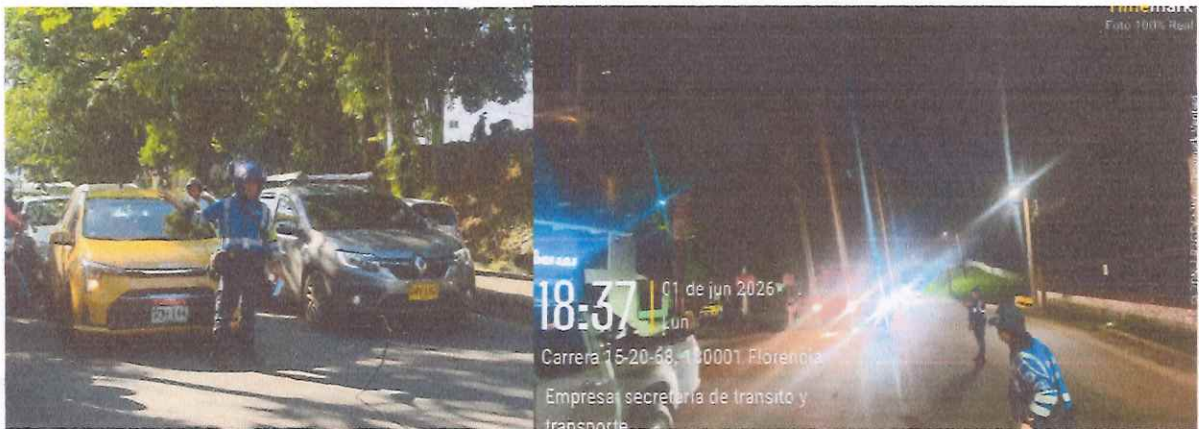 Timemark
Foto 100% Real
18:37
01 de jun 2026
Lun
Carrera 15-20-68, 180001 Florencia
Empresa: secretería de transito y
transporte